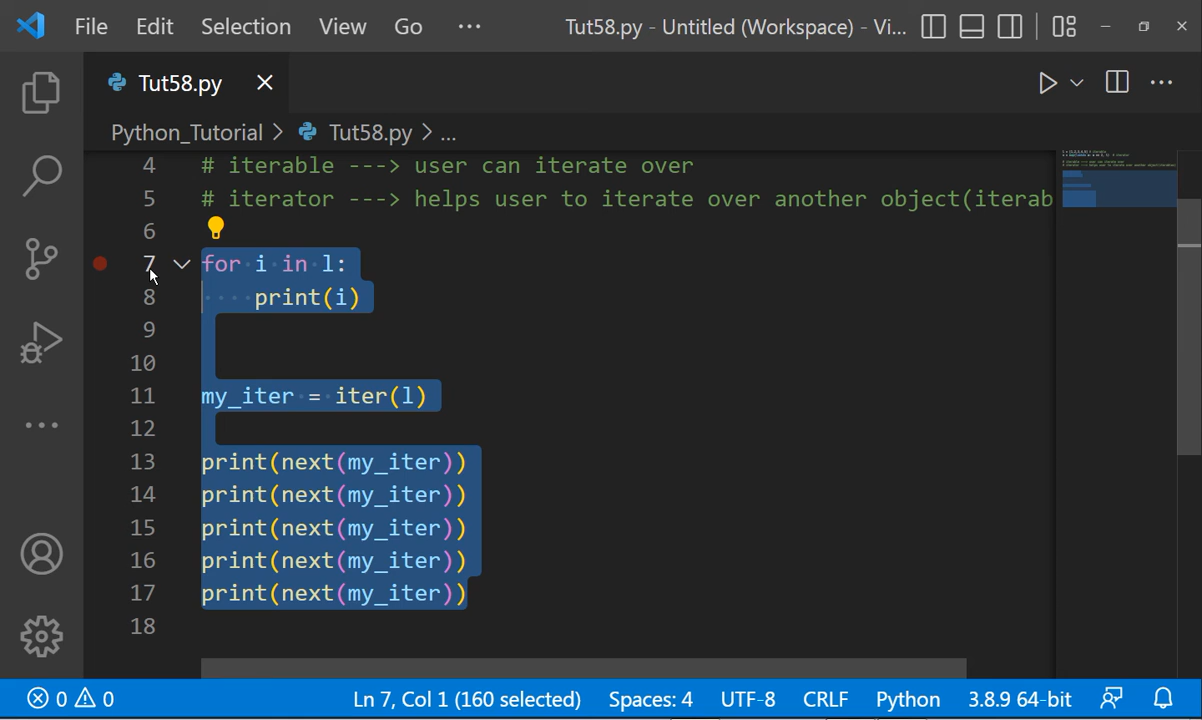 File Edit Selection View Go ... Tut58.py - Untitled (Workspace) - Vi...
Tut58.py
Python_Tutorial > Tut58.py > ...
4 # iterable ---> user can iterate over
5 # iterator ---> helps user to iterate over another object(iterab
6
7 for i in l:
8 print(i)
9
10
11 my_iter = iter(l)
12
13 print(next(my_iter))
14 print(next(my_iter))
15 print(next(my_iter))
16 print(next(my_iter))
17 print(next(my_iter))
18
0 0 Ln 7, Col 1 (160 selected) Spaces: 4 UTF-8 CRLF Python 3.8.9 64-bit